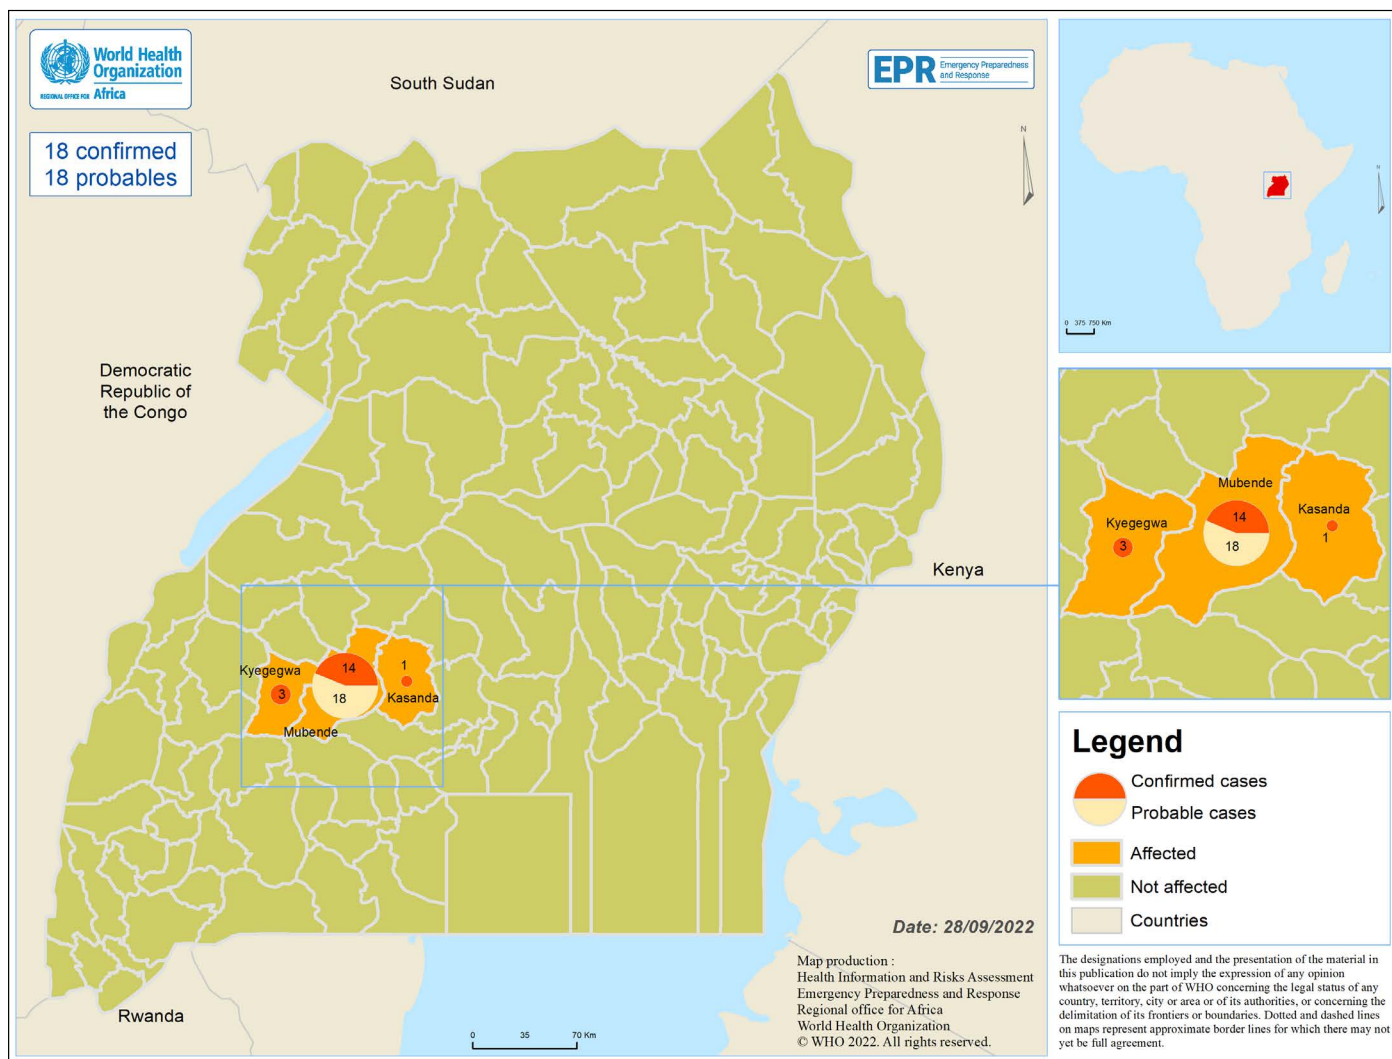 World Health
Organization
REGIONAL OFFICE FOR Africa
18 confirmed
18 probables
South Sudan
EPR Emergency Preparedness
and Response
N
Democratic
Republic of
the Congo
Kenya
Kyegegwa
3
14
18
Mubende
1
Kasanda
Rwanda
0 35 70 Km
Date: 28/09/2022
Map production :
Health Information and Risks Assessment
Emergency Preparedness and Response
Regional office for Africa
World Health Organization
© WHO 2022. All rights reserved.
N
0 375 750 Km
Mubende
Kyegegwa
3
14
18
Kasanda
1
Legend
Confirmed cases
Probable cases
Affected
Not affected
Countries
The designations employed and the presentation of the material in
this publication do not imply the expression of any opinion
whatsoever on the part of WHO concerning the legal status of any
country, territory, city or area or of its authorities, or concerning the
delimitation of its frontiers or boundaries. Dotted and dashed lines
on maps represent approximate border lines for which there may not
yet be full agreement.